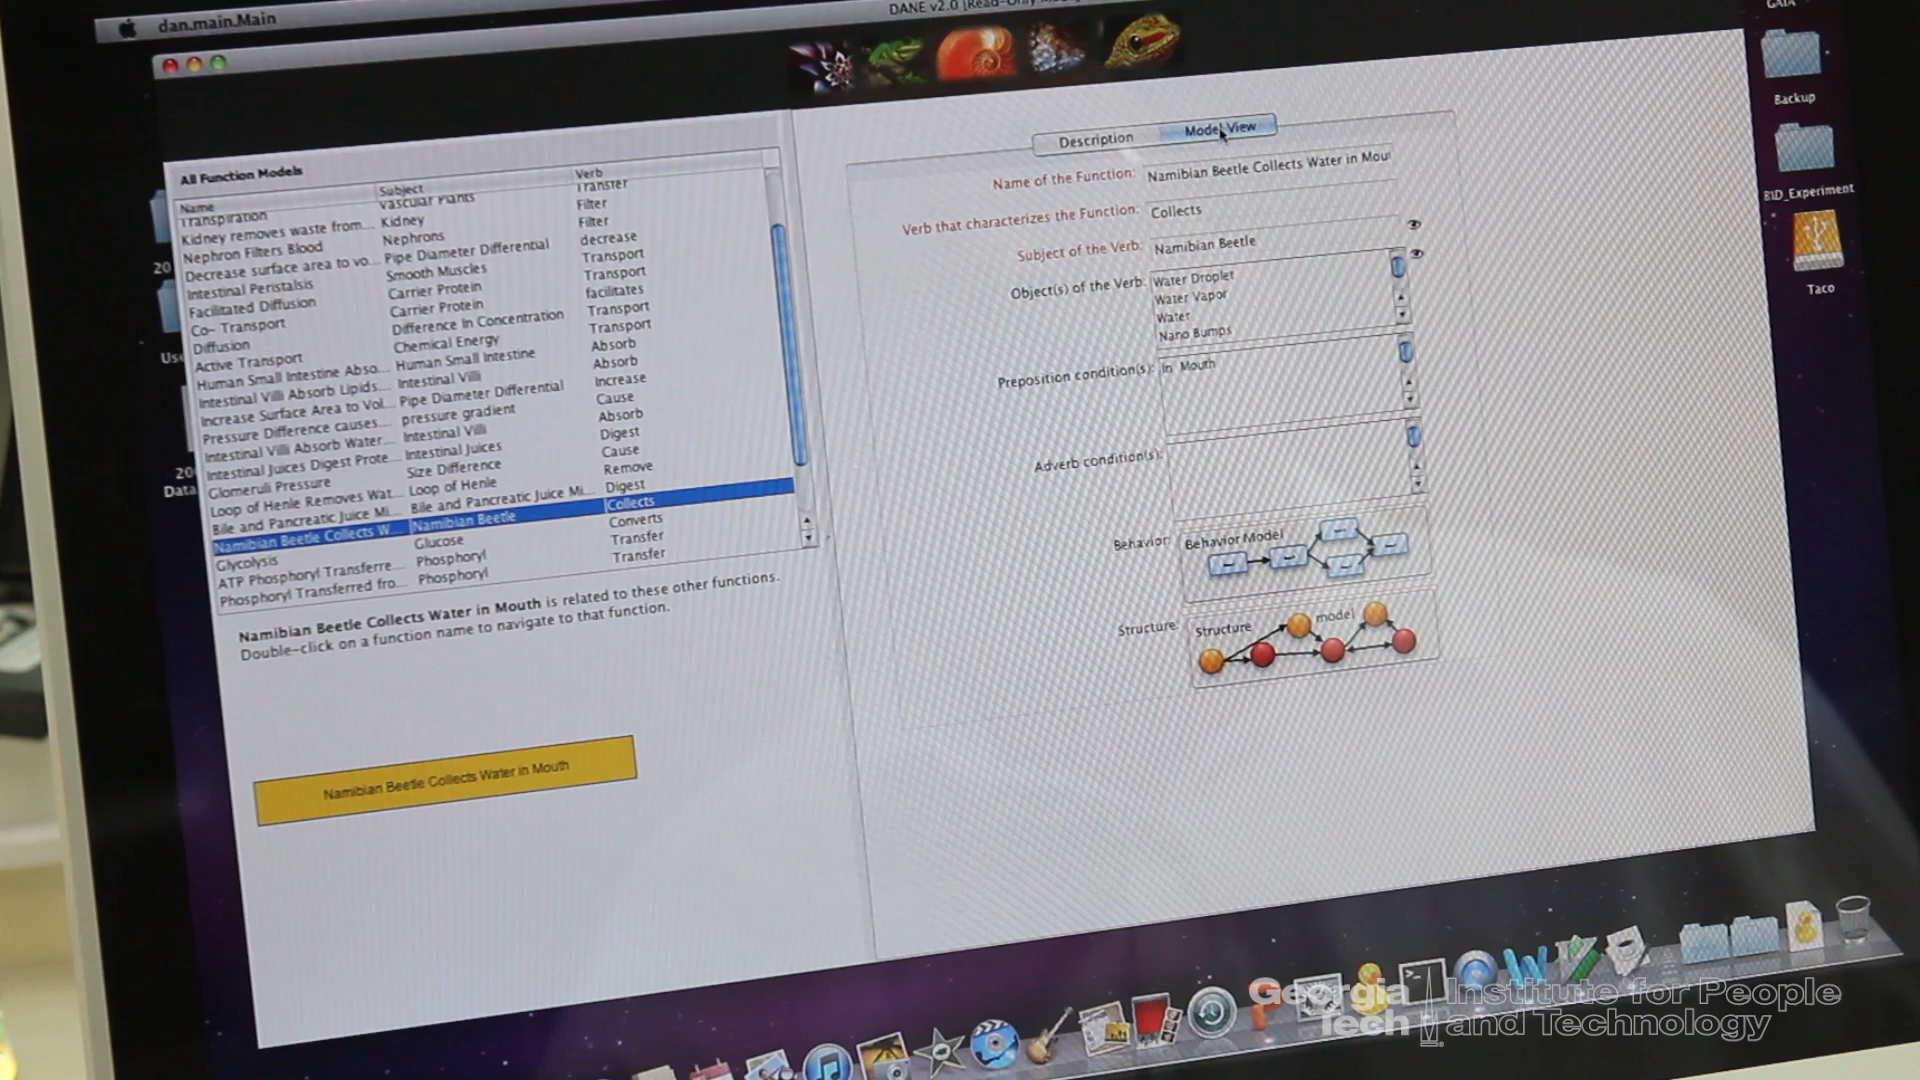 dan.main.Main
DANE v2.0 [Read-Only
GAIA
Backup
BID_Experiment
Taco
All Function Models
Name Subject Verb
Transpiration Vascular Plants Transfer
Kidney removes waste from... Kidney Filter
Nephron Filters Blood Nephrons Filter
Decrease surface area to vo... Pipe Diameter Differential decrease
Intestinal Peristalsis Smooth Muscles Transport
Facilitated Diffusion Carrier Protein Transport
Co- Transport Carrier Protein facilitates
Diffusion Difference In Concentration Transport
Active Transport Chemical Energy Transport
Human Small Intestine Abso... Human Small Intestine Absorb
Intestinal Villi Absorb Lipids... Intestinal Villi Absorb
Increase Surface Area to Vol... Pipe Diameter Differential Increase
Pressure Difference causes... pressure gradient Cause
Intestinal Villi Absorb Water... Intestinal Villi Absorb
Intestinal Juices Digest Prote... Intestinal Juices Digest
Glomeruli Pressure Size Difference Cause
Loop of Henle Removes Wat... Loop of Henle Remove
Bile and Pancreatic Juice Mi... Bile and Pancreatic Juice Mi... Digest
Namibian Beetle Collects W... Namibian Beetle Collects
Glycolysis Glucose Converts
ATP Phosphoryl Transferre... Phosphoryl Transfer
Phosphoryl Transferred fro... Phosphoryl Transfer
Namibian Beetle Collects Water in Mouth is related to these other functions.
Double-click on a function name to navigate to that function.
Namibian Beetle Collects Water in Mouth
Description Model View
Name of the Function: Namibian Beetle Collects Water in Mou
Verb that characterizes the Function: Collects
Subject of the Verb: Namibian Beetle
Object(s) of the Verb: Water Droplet
Water Vapor
Water
Nano Bumps
Preposition condition(s): In Mouth
Adverb condition(s):
Behavior: Behavior Model
Structure: Structure model
20
Use
20
Data
Georgia Tech
Institute for People
and Technology